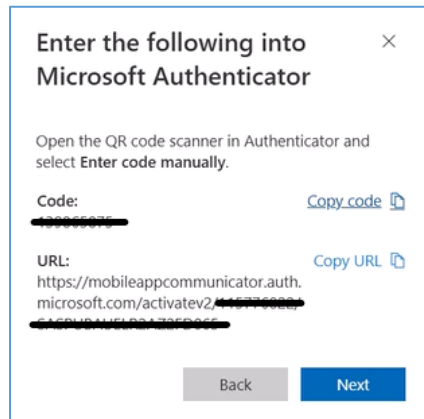 Enter the following into
Microsoft Authenticator
Open the QR code scanner in Authenticator and
select Enter code manually.
Code:
Copy code
URL:
Copy URL
https://mobileappcommunicator.auth.
microsoft.com/activatev2/
Back
Next